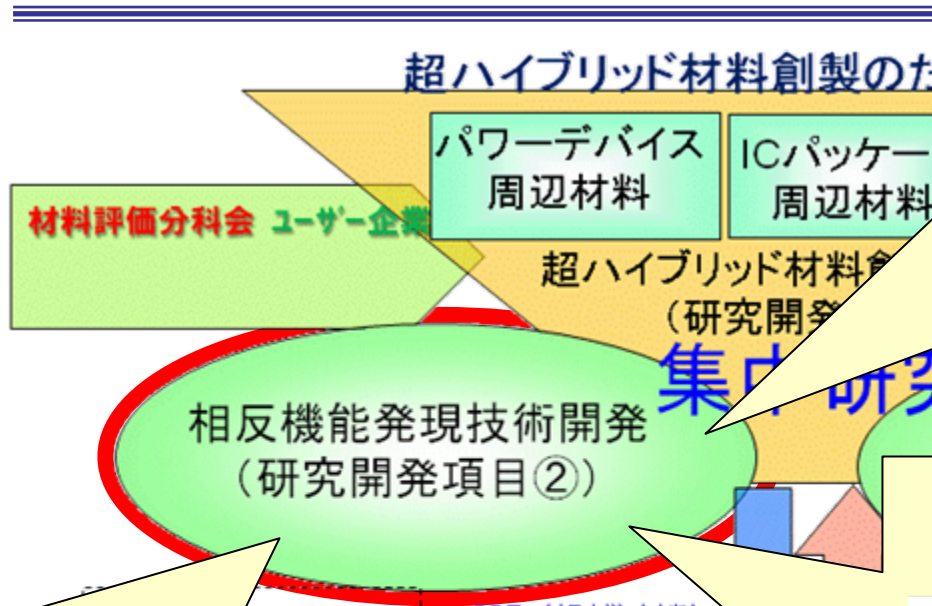 超ハイブリッド材料創製のた
パワーデバイス
周辺材料
ICパッケー
周辺材料
材料評価分科会 ユーザー企業
超ハイブリッド材料創
(研究開発
集中研究
相反機能発現技術開発
(研究開発項目②)